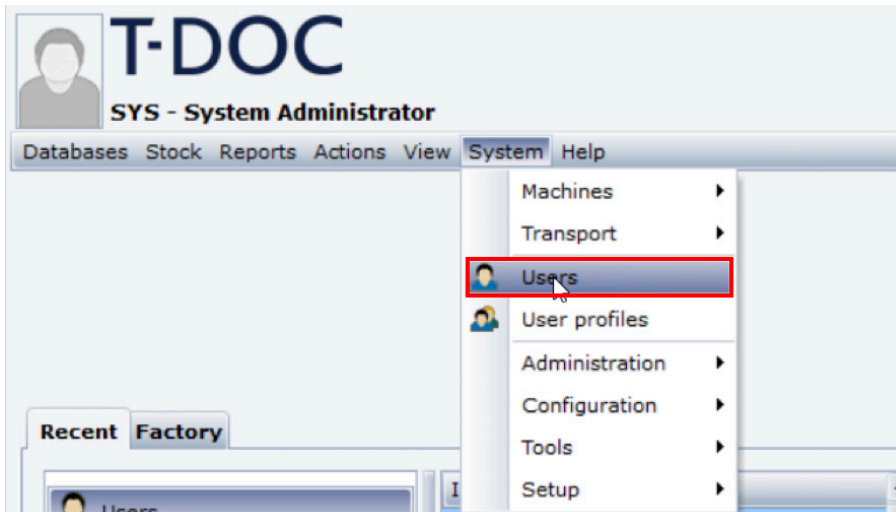 T-DOC
SYS - System Administrator
Databases Stock Reports Actions View System Help
Machines
Transport
Users
User profiles
Administration
Configuration
Tools
Setup
Recent Factory
Users